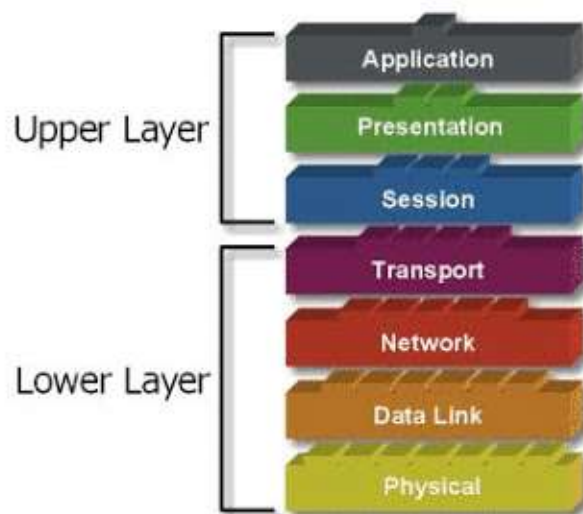 Upper Layer
Application
Presentation
Session
Lower Layer
Transport
Network
Data Link
Physical